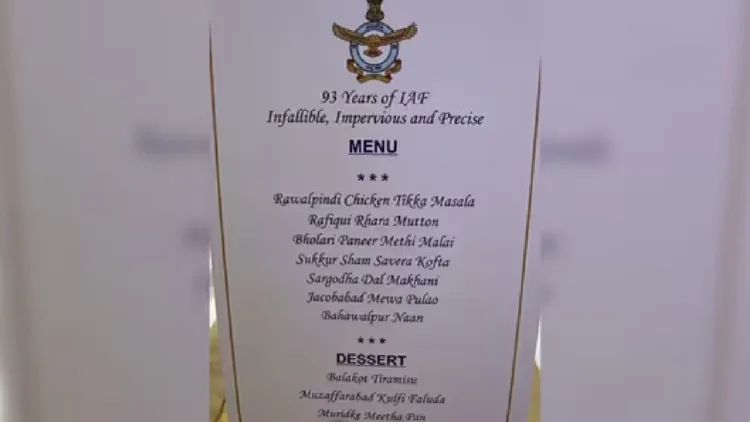 93 Years of IAF
Infallible, Impervious and Precise
MENU
***
Rawalpindi Chicken Tikka Masala
Rafiqui Rhara Mutton
Bholari Paneer Methi Malai
Sukkur Sham Savera Kofta
Sargodha Dal Makhani
Jacobabad Mewa Pulao
Bahawalpur Naan
***
DESSERT
Balakot Tiramisu
Muzaffarabad Kulfi Faluda
Muridke Meetha Pan